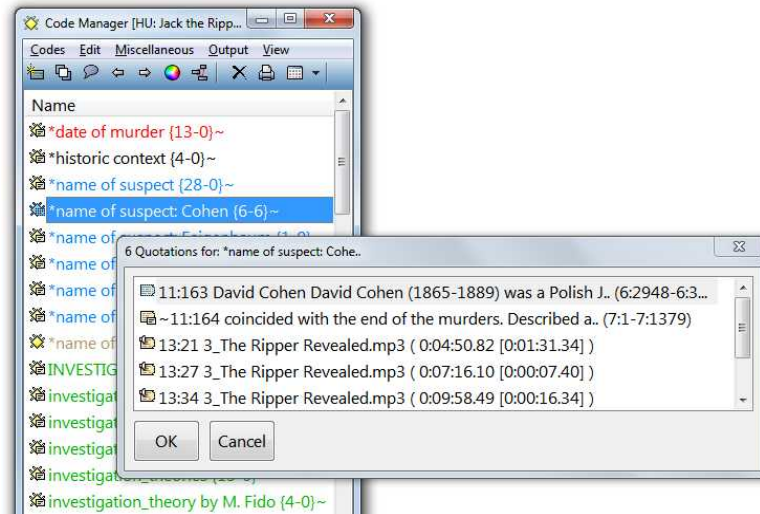 Code Manager [HU: Jack the Ripp...
Codes Edit Miscellaneous Output View
Name
*date of murder {13-0}~
*historic context {4-0}~
*name of suspect {28-0}~
*name of suspect: Cohen {6-6}~
*name of suspect: Feigenbaum {1-0}
*name of
*name of
*name of
*name of
INVESTIG
investigat
investigat
investigat
investigation_theories
investigation_theory by M. Fido {4-0}~
6 Quotations for: *name of suspect: Cohe..
11:163 David Cohen David Cohen (1865-1889) was a Polish J.. (6:2948-6:3...
~11:164 coincided with the end of the murders. Described a.. (7:1-7:1379)
13:21 3_The Ripper Revealed.mp3 ( 0:04:50.82 [0:01:31.34] )
13:27 3_The Ripper Revealed.mp3 ( 0:07:16.10 [0:00:07.40] )
13:34 3_The Ripper Revealed.mp3 ( 0:09:58.49 [0:00:16.34] )
OK Cancel